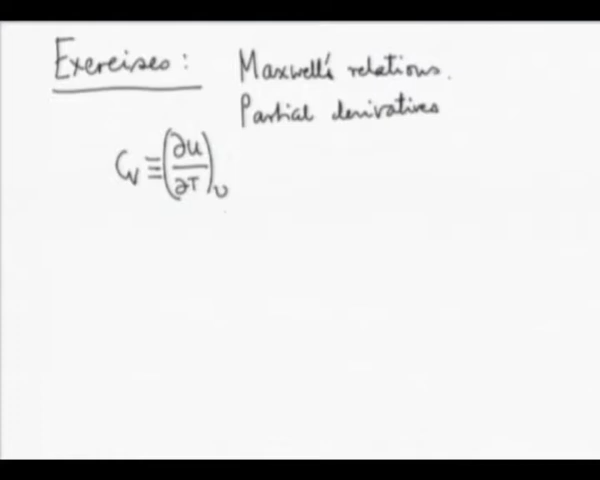 Exercises : Maxwell's relations.
Partial derivatives
C_V ≡ (∂u/∂T)_v